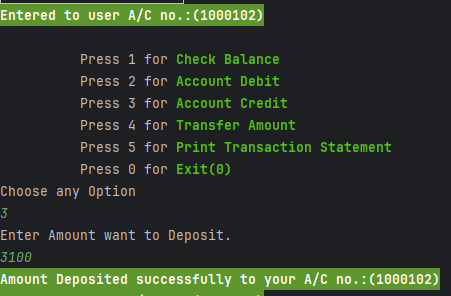 Entered to user A/C no.:(1000102)
Press 1 for Check Balance
Press 2 for Account Debit
Press 3 for Account Credit
Press 4 for Transfer Amount
Press 5 for Print Transaction Statement
Press 0 for Exit(0)
Choose any Option
3
Enter Amount want to Deposit.
3100
Amount Deposited successfully to your A/C no.:(1000102)